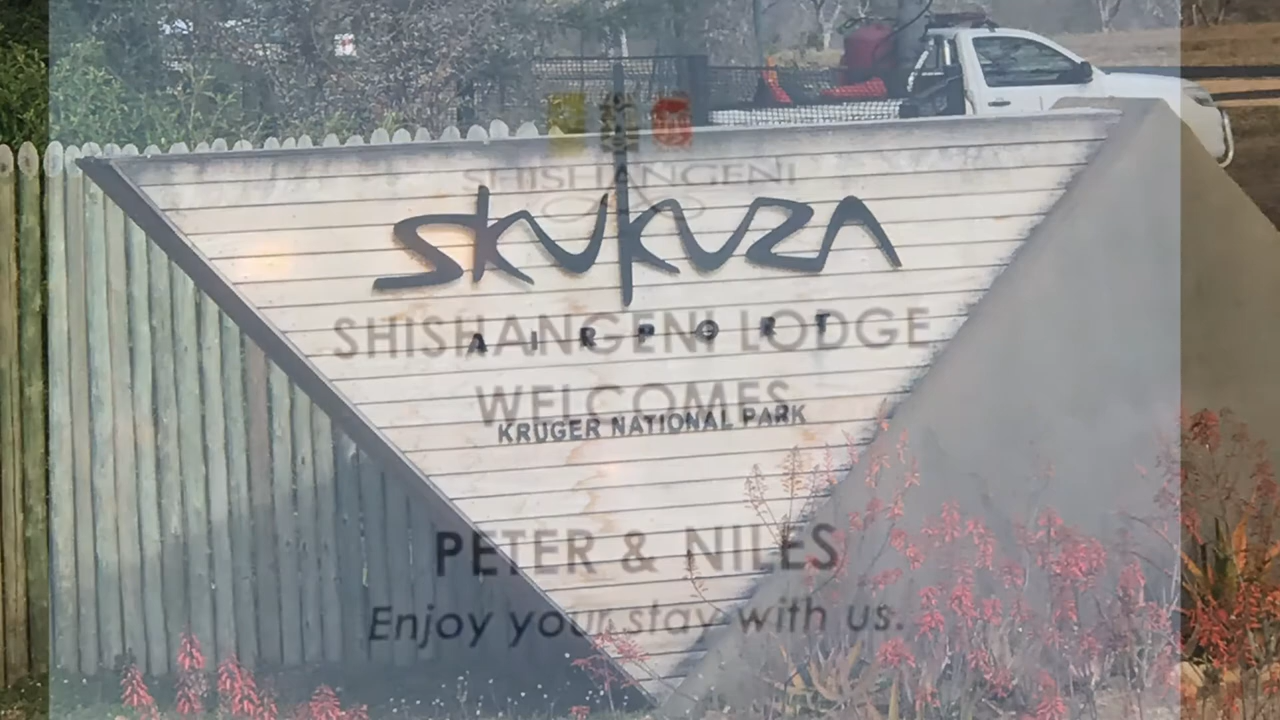 SHISHANGENI
SKUKUZA
SHISHANGENI LODGE
AIRPORT
WELCOMES
KRUGER NATIONAL PARK
PETER & NILES
Enjoy your stay with us.